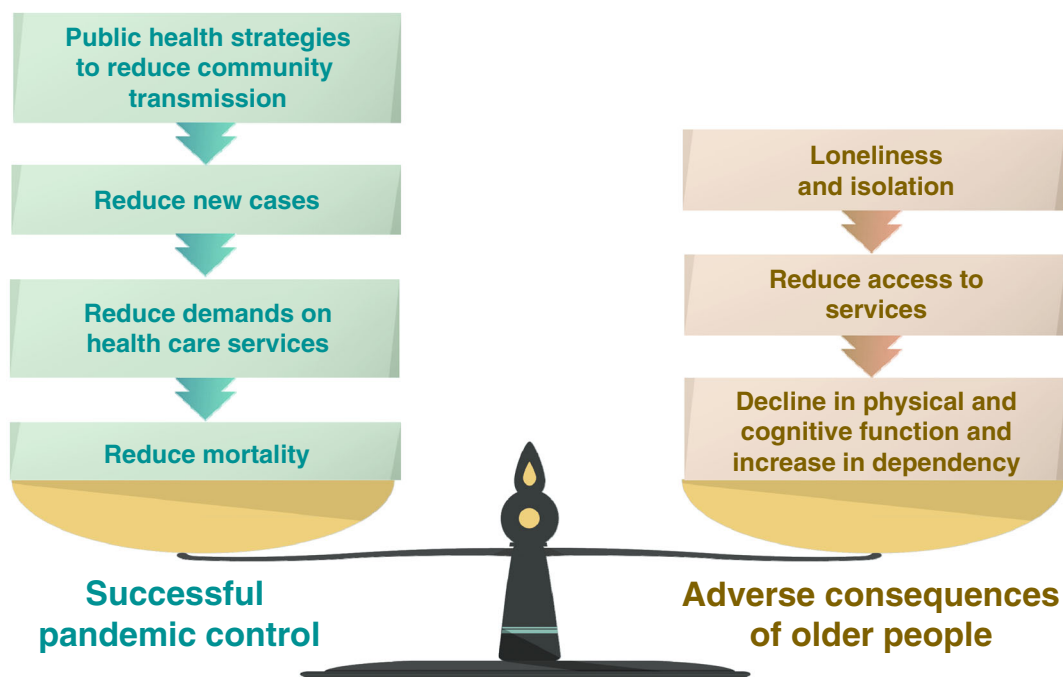 Public health strategies
to reduce community
transmission
Reduce new cases
Reduce demands on
health care services
Reduce mortality
Successful
pandemic control
Loneliness
and isolation
Reduce access to
services
Decline in physical and
cognitive function and
increase in dependency
Adverse consequences
of older people